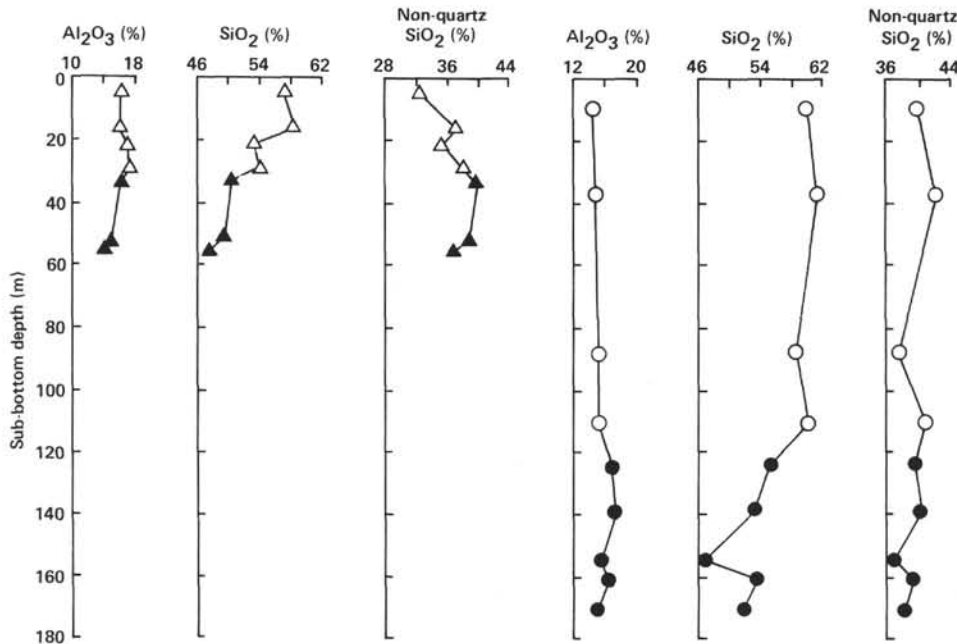 Al₂O₃ (%)
SiO₂ (%)
Non-quartz
SiO₂ (%)
Al₂O₃ (%)
SiO₂ (%)
Non-quartz
SiO₂ (%)
10 18
46 54 62
28 36 44
12 20
46 54 62
36 44
Sub-bottom depth (m)
0
20
40
60
80
100
120
140
160
180